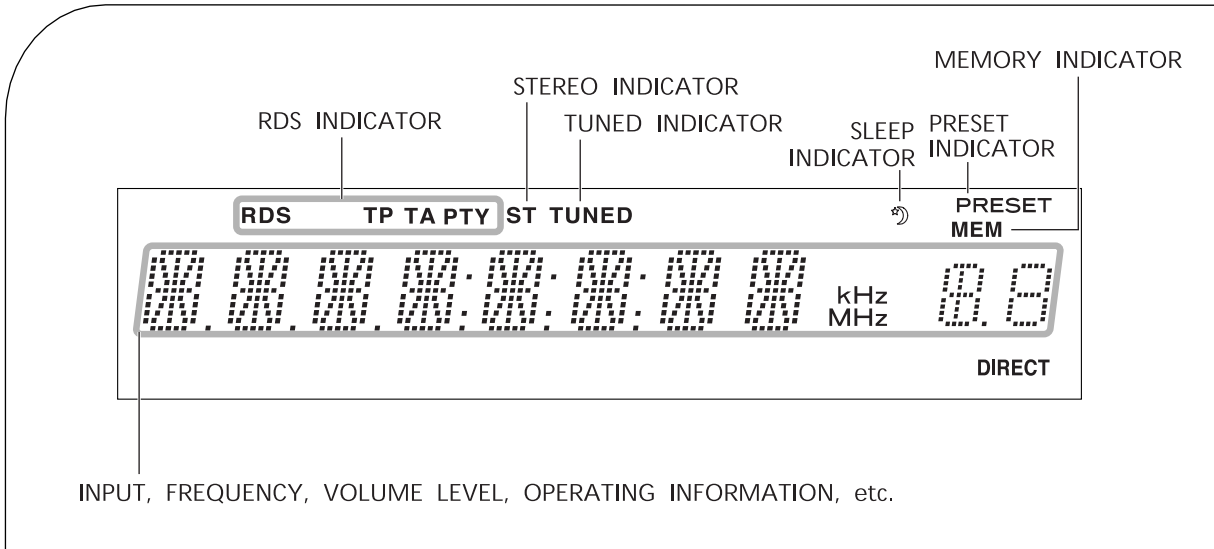 MEMORY INDICATOR
STEREO INDICATOR
RDS INDICATOR
TUNED INDICATOR
SLEEP
INDICATOR
PRESET
INDICATOR
RDS TP TA PTY ST TUNED
PRESET
MEM
kHz
MHz
DIRECT
INPUT, FREQUENCY, VOLUME LEVEL, OPERATING INFORMATION, etc.